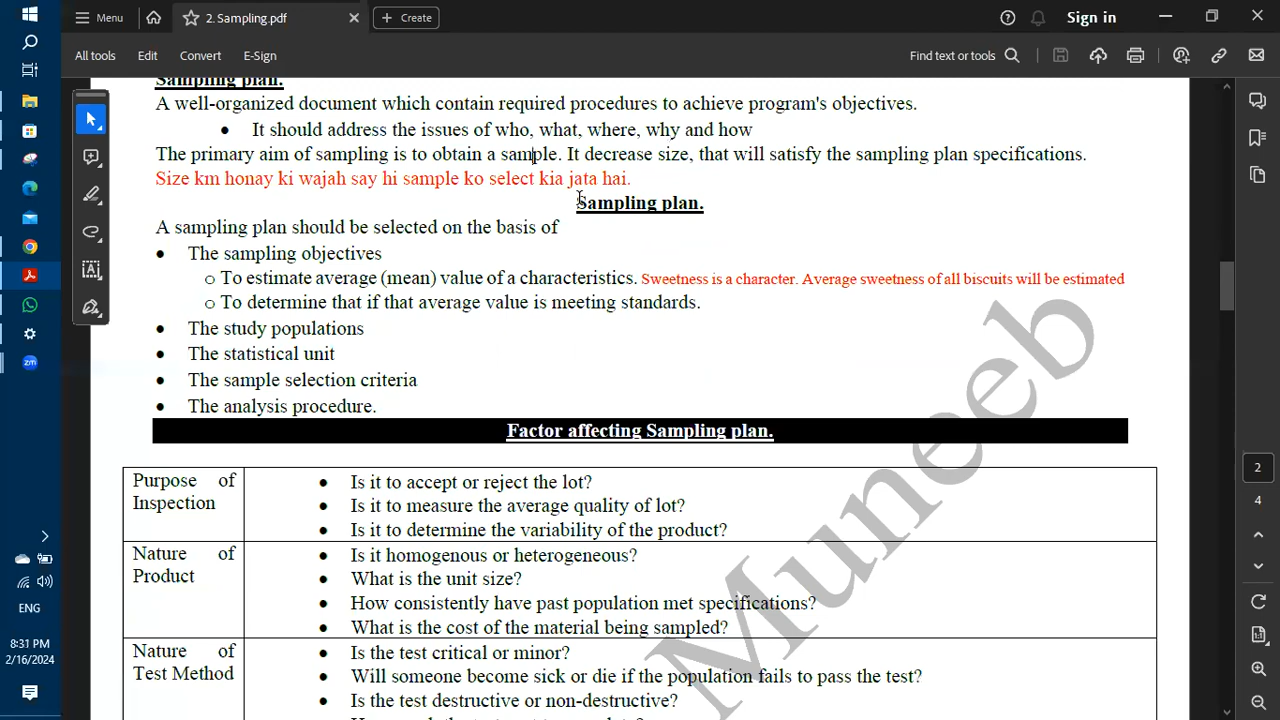 Menu
2. Sampling.pdf
Create
Sign in
All tools
Edit
Convert
E-Sign
Find text or tools
Sampling plan.
A well-organized document which contain required procedures to achieve program's objectives.
• It should address the issues of who, what, where, why and how
The primary aim of sampling is to obtain a sample. It decrease size, that will satisfy the sampling plan specifications.
Size km honay ki wajah say hi sample ko select kia jata hai.
Sampling plan.
A sampling plan should be selected on the basis of
• The sampling objectives
o To estimate average (mean) value of a characteristics. Sweetness is a character. Average sweetness of all biscuits will be estimated
o To determine that if that average value is meeting standards.
• The study populations
• The statistical unit
• The sample selection criteria
• The analysis procedure.
Factor affecting Sampling plan.
Purpose of Inspection
• Is it to accept or reject the lot?
• Is it to measure the average quality of lot?
• Is it to determine the variability of the product?
Nature of Product
• Is it homogenous or heterogeneous?
• What is the unit size?
• How consistently have past population met specifications?
• What is the cost of the material being sampled?
Nature of Test Method
• Is the test critical or minor?
• Will someone become sick or die if the population fails to pass the test?
• Is the test destructive or non-destructive?
Muneeb
2
4
ENG
8:31 PM
2/16/2024